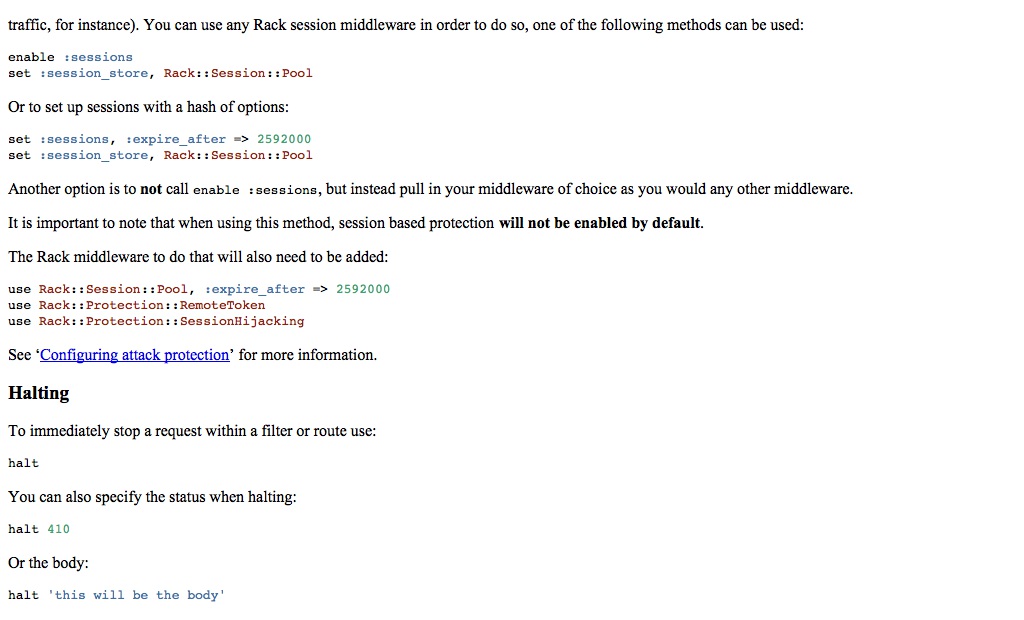 traffic, for instance). You can use any Rack session middleware in order to do so, one of the following methods can be used:
enable :sessions
set :session_store, Rack::Session::Pool
Or to set up sessions with a hash of options:
set :sessions, :expire_after => 2592000
set :session_store, Rack::Session::Pool
Another option is to not call enable :sessions, but instead pull in your middleware of choice as you would any other middleware.
It is important to note that when using this method, session based protection will not be enabled by default.
The Rack middleware to do that will also need to be added:
use Rack::Session::Pool, :expire_after => 2592000
use Rack::Protection::RemoteToken
use Rack::Protection::SessionHijacking
See ‘Configuring attack protection’ for more information.
Halting
To immediately stop a request within a filter or route use:
halt
You can also specify the status when halting:
halt 410
Or the body:
halt 'this will be the body'